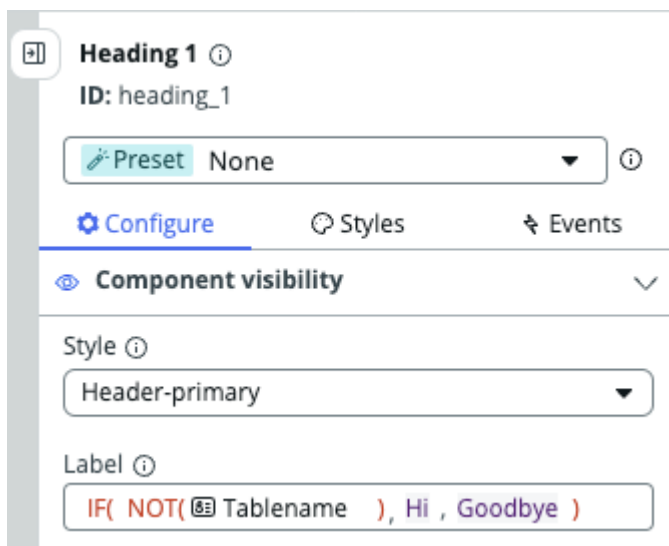 Heading 1
ID: heading_1
Preset None
Configure Styles Events
Component visibility
Style
Header-primary
Label
IF( NOT( Tablename ), Hi , Goodbye )